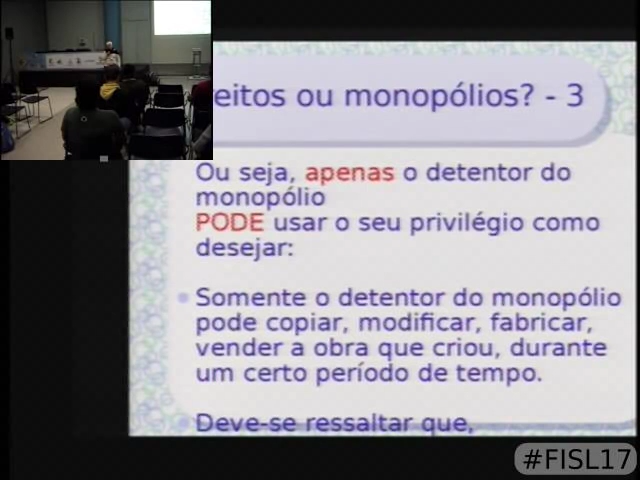 eitos ou monopólios? - 3
Ou seja, apenas o detentor do
monopólio
PODE usar o seu privilégio como
desejar:
Somente o detentor do monopólio
pode copiar, modificar, fabricar,
vender a obra que criou, durante
um certo período de tempo.
Deve-se ressaltar que,
#FISL17